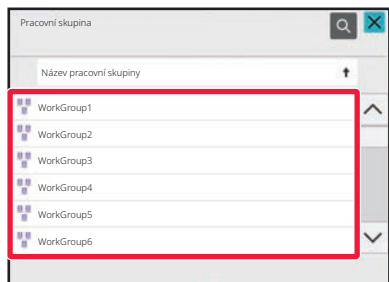 Pracovní skupina
Název pracovní skupiny
WorkGroup1
WorkGroup2
WorkGroup3
WorkGroup4
WorkGroup5
WorkGroup6